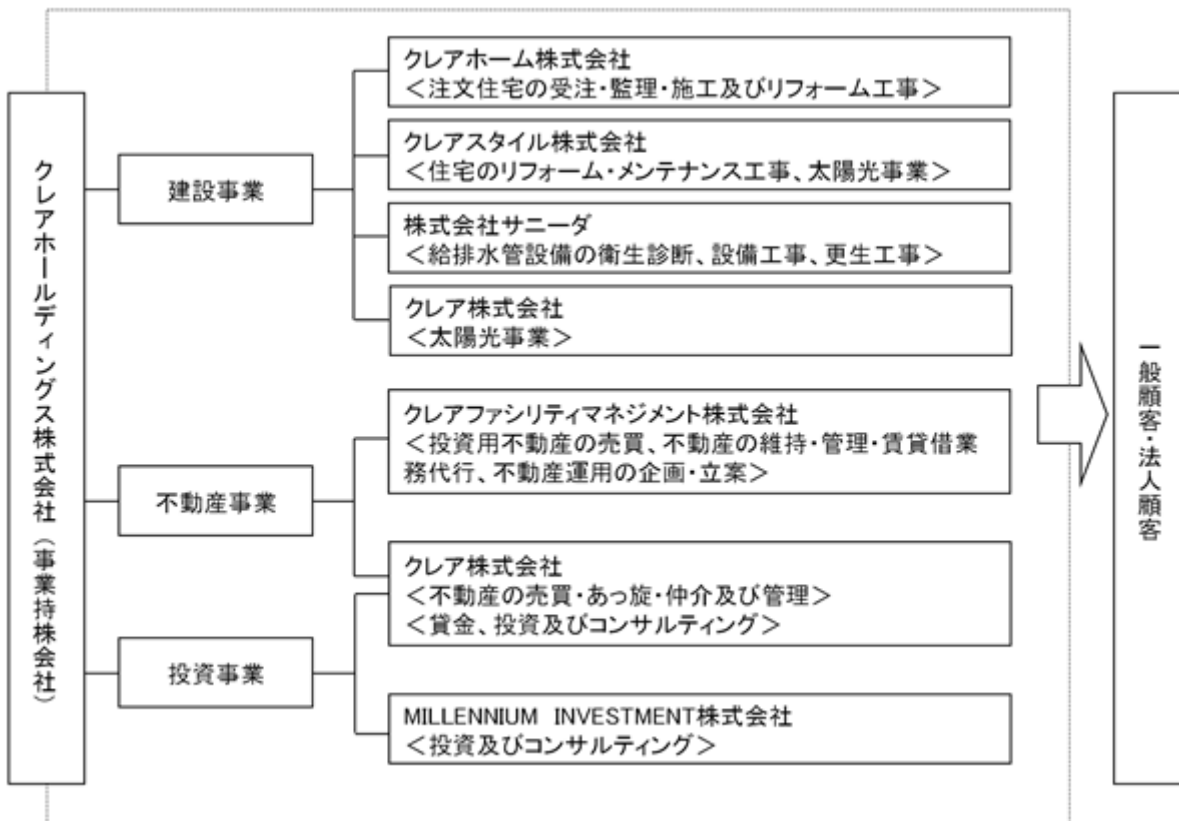 クレアホールディングス株式会社（事業持株会社）
建設事業
クレアホーム株式会社
＜注文住宅の受注・監理・施工及びリフォーム工事＞
クレアスタイル株式会社
＜住宅のリフォーム・メンテナンス工事、太陽光事業＞
株式会社サニーダ
＜給排水管設備の衛生診断、設備工事、更生工事＞
クレア株式会社
＜太陽光事業＞
不動産事業
クレアファシリティマネジメント株式会社
＜投資用不動産の売買、不動産の維持・管理・賃貸借業
務代行、不動産運用の企画・立案＞
クレア株式会社
＜不動産の売買・あっ旋・仲介及び管理＞
＜貸金、投資及びコンサルティング＞
投資事業
MILLENNIUM　INVESTMENT株式会社
＜投資及びコンサルティング＞
一般顧客・法人顧客